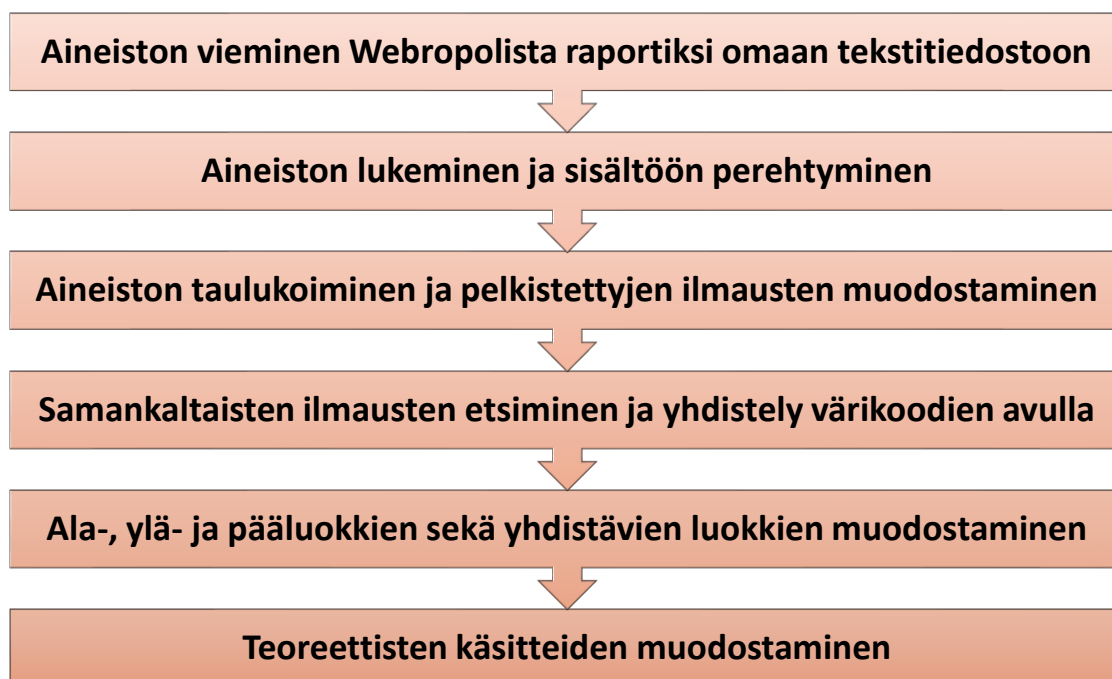 Aineiston vieminen Webropolista raportiksi omaan tekstitiedostoon
Aineiston lukeminen ja sisältöön perehtyminen
Aineiston taulukoiminen ja pelkistettyjen ilmausten muodostaminen
Samankaltaisten ilmausten etsiminen ja yhdistely värikoodien avulla
Ala-, ylä- ja pääluokkien sekä yhdistävien luokkien muodostaminen
Teoreettisten käsitteiden muodostaminen